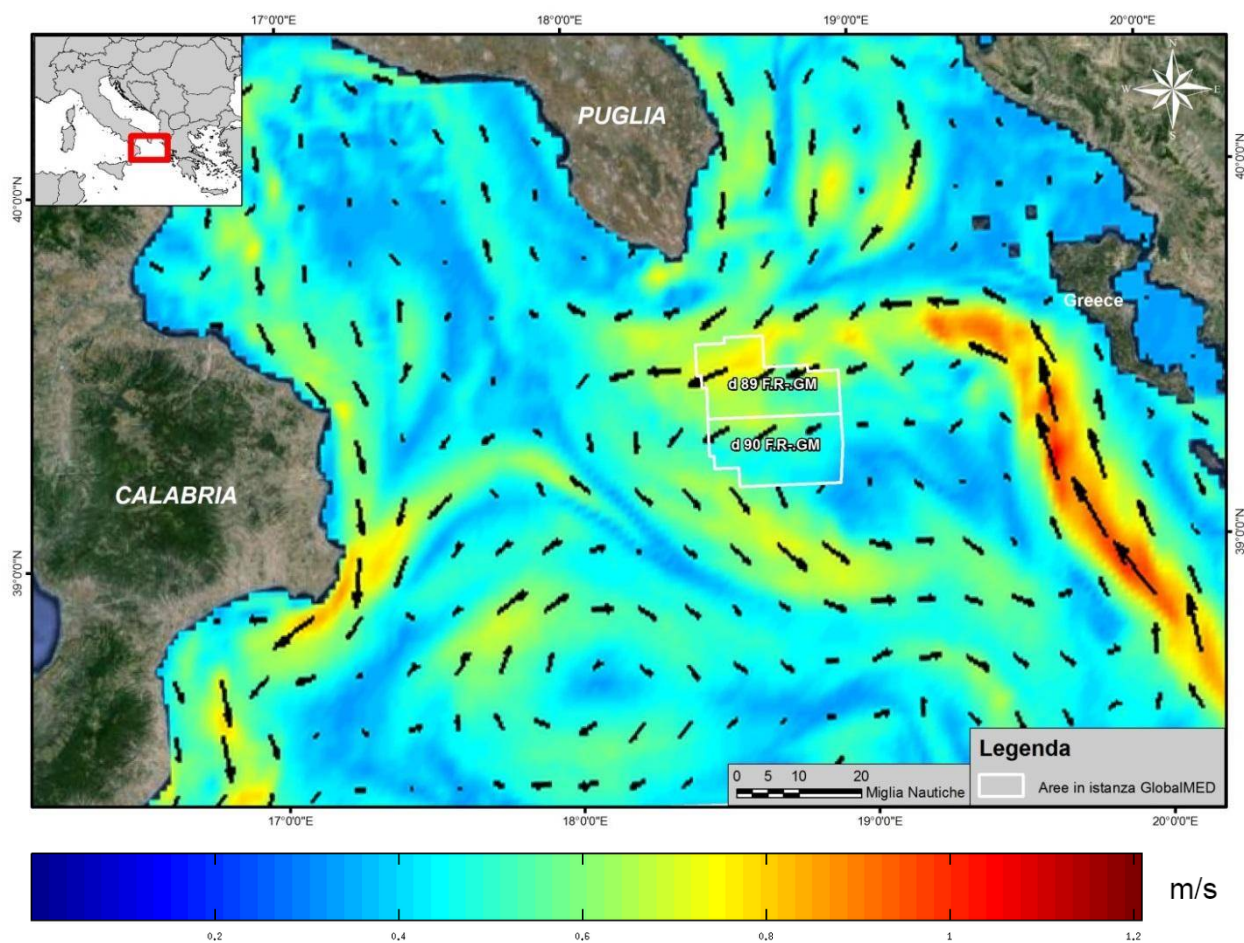 17°0'0"E 18°0'0"E 19°0'0"E 20°0'0"E
N
W E
S
PUGLIA
40°0'0"N 40°0'0"N
Greece
d 89 F.R-.GM
d 90 F.R-.GM
CALABRIA
39°0'0"N 39°0'0"N
Legenda
0 5 10 20
Miglia Nautiche
Aree in istanza GlobalMED
17°0'0"E 18°0'0"E 19°0'0"E 20°0'0"E
m/s
0.2 0.4 0.6 0.8 1 1.2